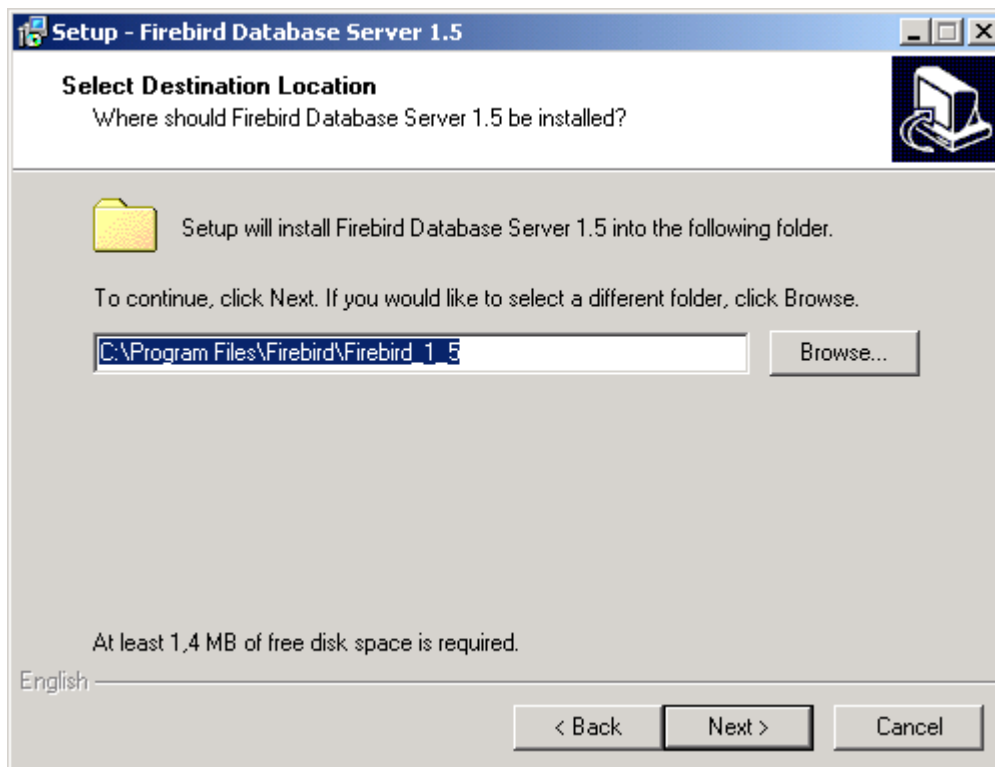 Setup - Firebird Database Server 1.5
Select Destination Location
Where should Firebird Database Server 1.5 be installed?
Setup will install Firebird Database Server 1.5 into the following folder.
To continue, click Next. If you would like to select a different folder, click Browse.
C:\Program Files\Firebird\Firebird_1_5
Browse...
At least 1,4 MB of free disk space is required.
English
< Back
Next >
Cancel